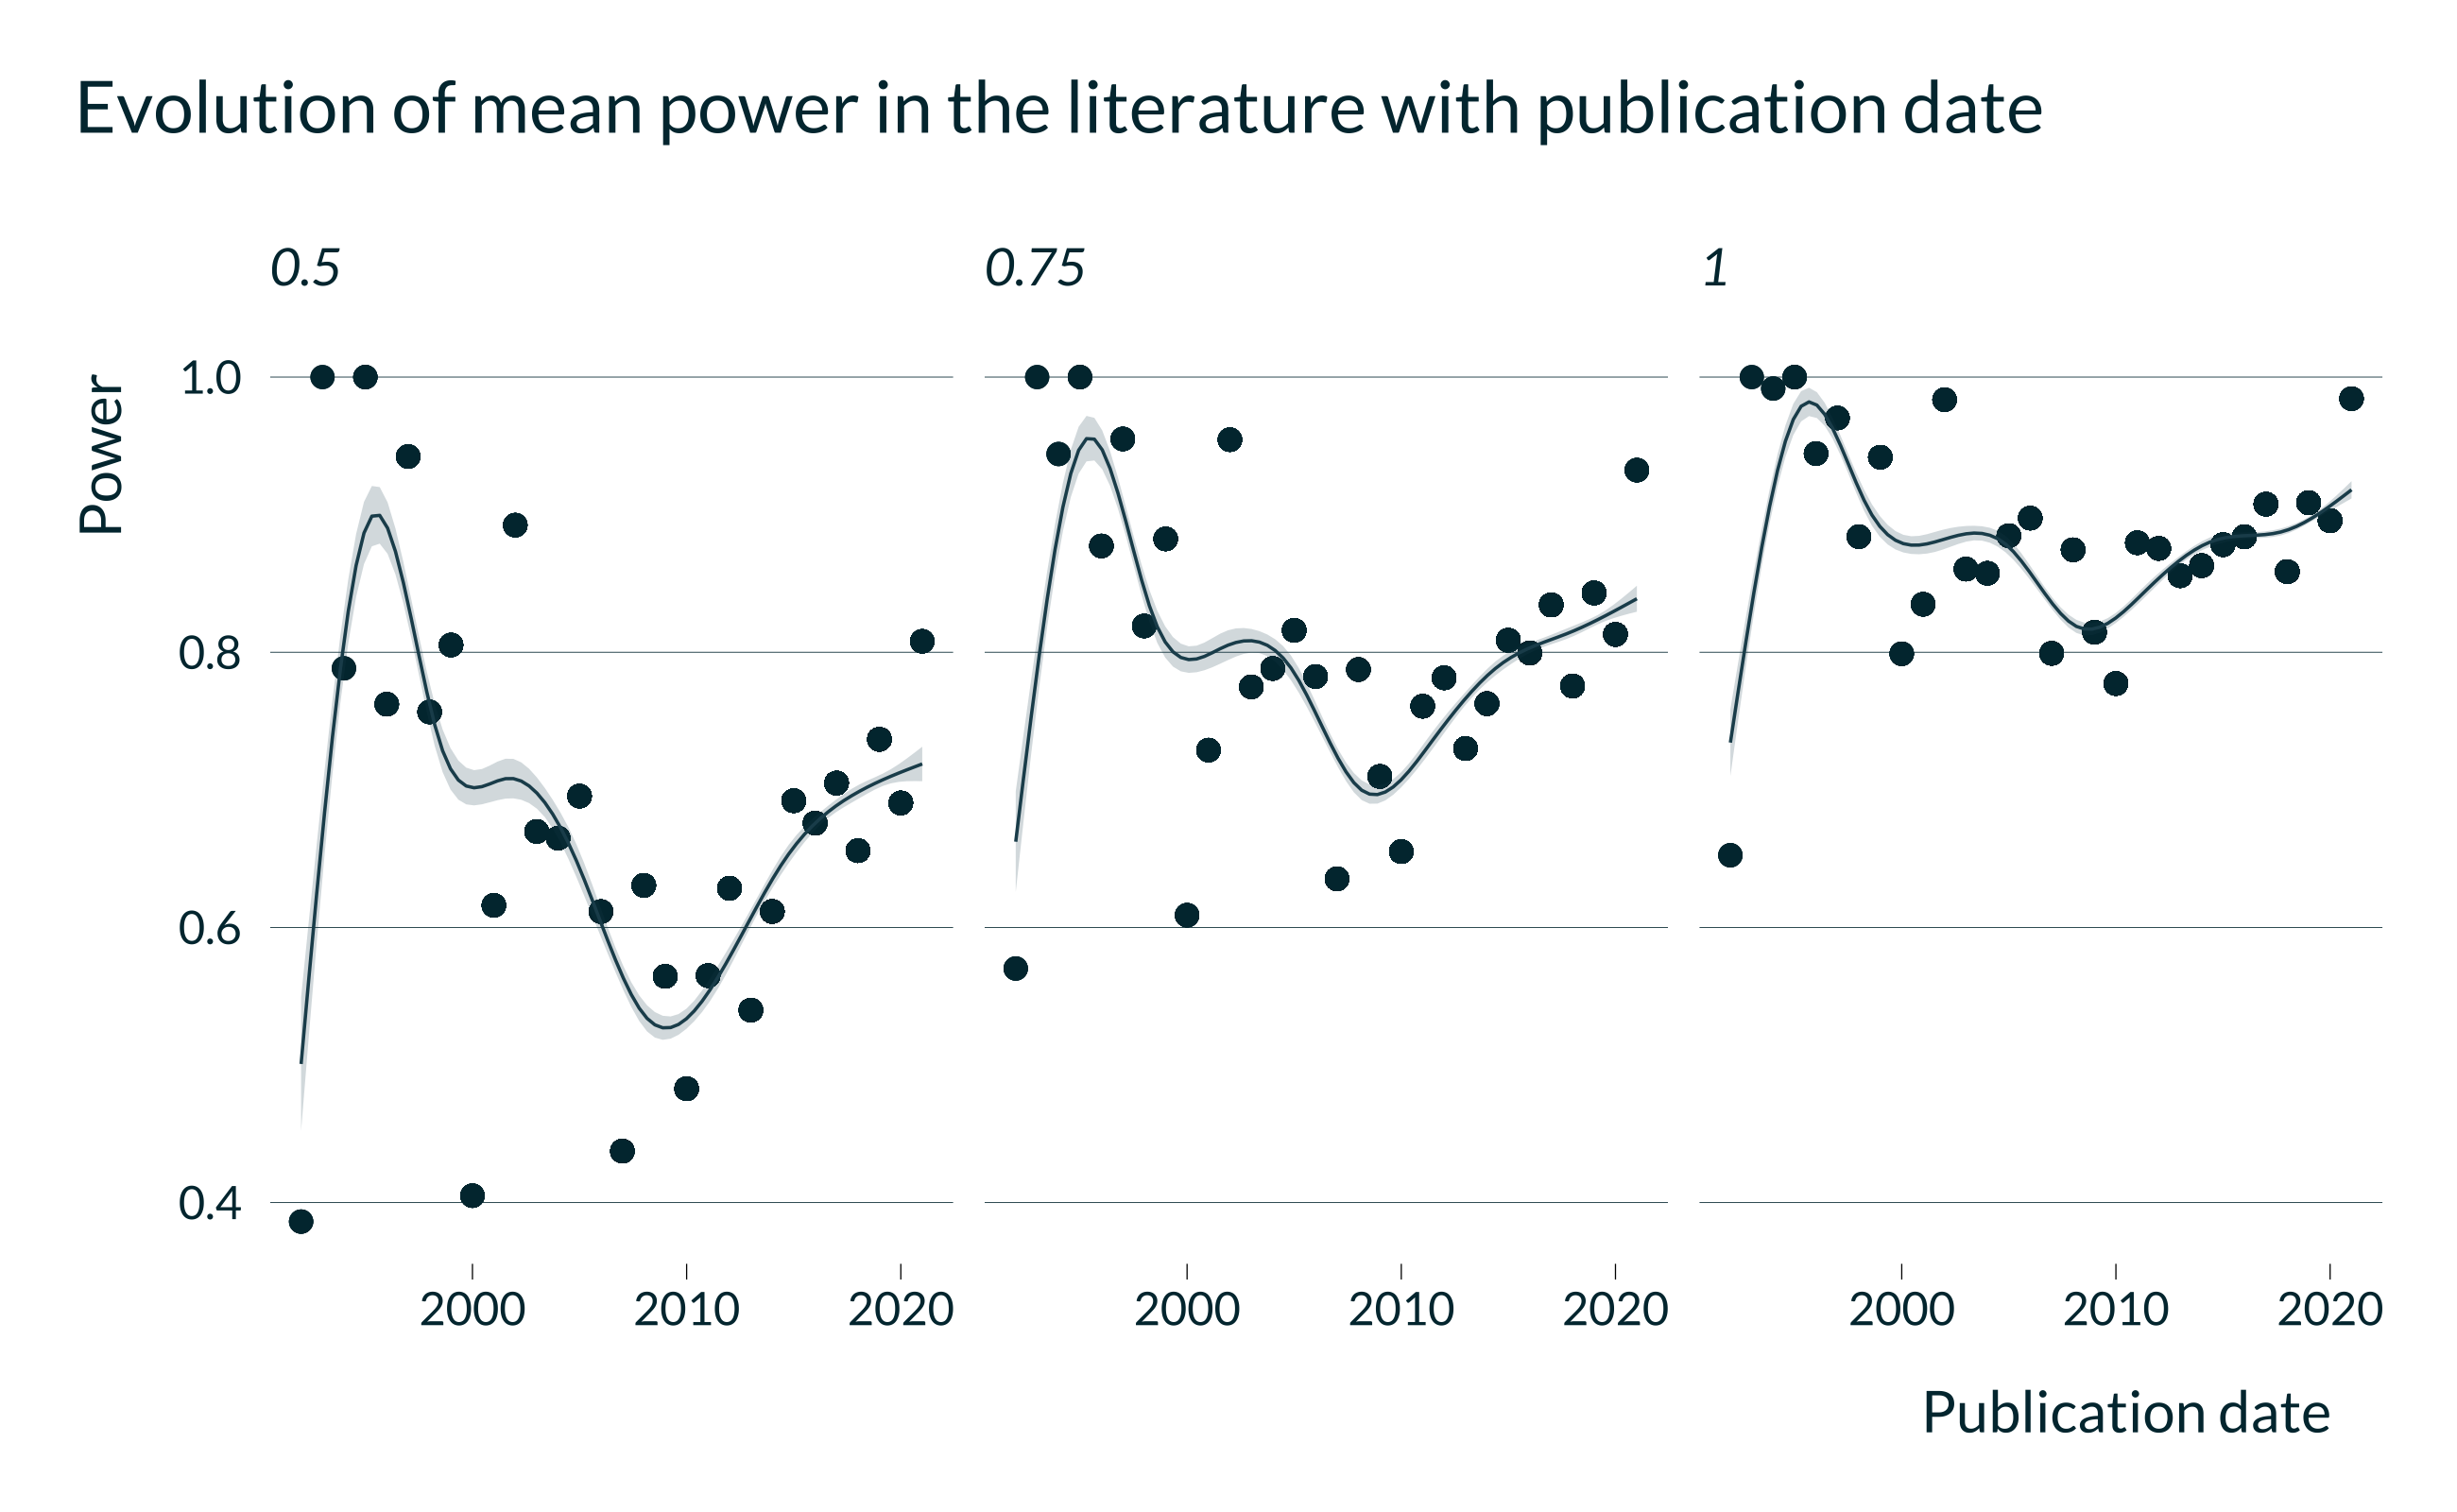 Evolution of mean power in the literature with publication date
0.5 0.75 1
Power
1.0
0.8
0.6
0.4
2000 2010 2020 2000 2010 2020 2000 2010 2020
Publication date